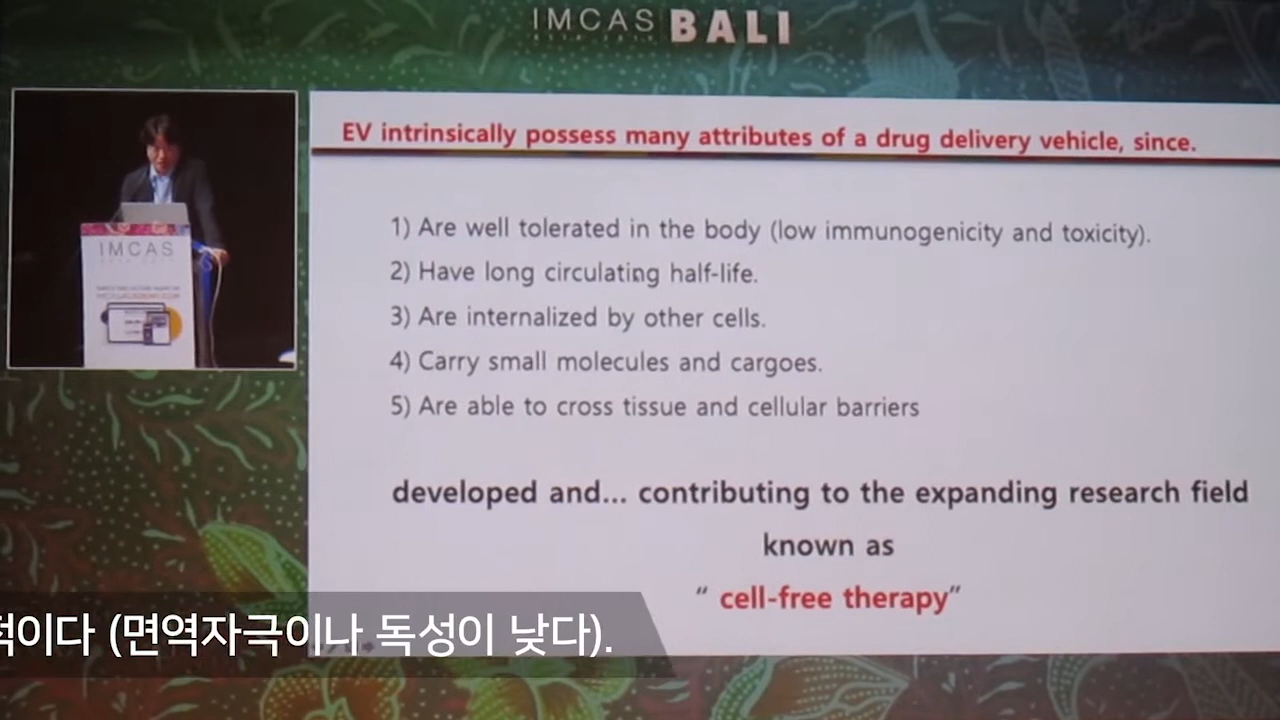 IMCAS BALI
EV intrinsically possess many attributes of a drug delivery vehicle, since.
IMCAS
1) Are well tolerated in the body (low immunogenicity and toxicity).
2) Have long circulating half-life.
3) Are internalized by other cells.
4) Carry small molecules and cargoes.
5) Are able to cross tissue and cellular barriers
developed and... contributing to the expanding research field
known as
“ cell-free therapy”
적이다 (면역자극이나 독성이 낮다).